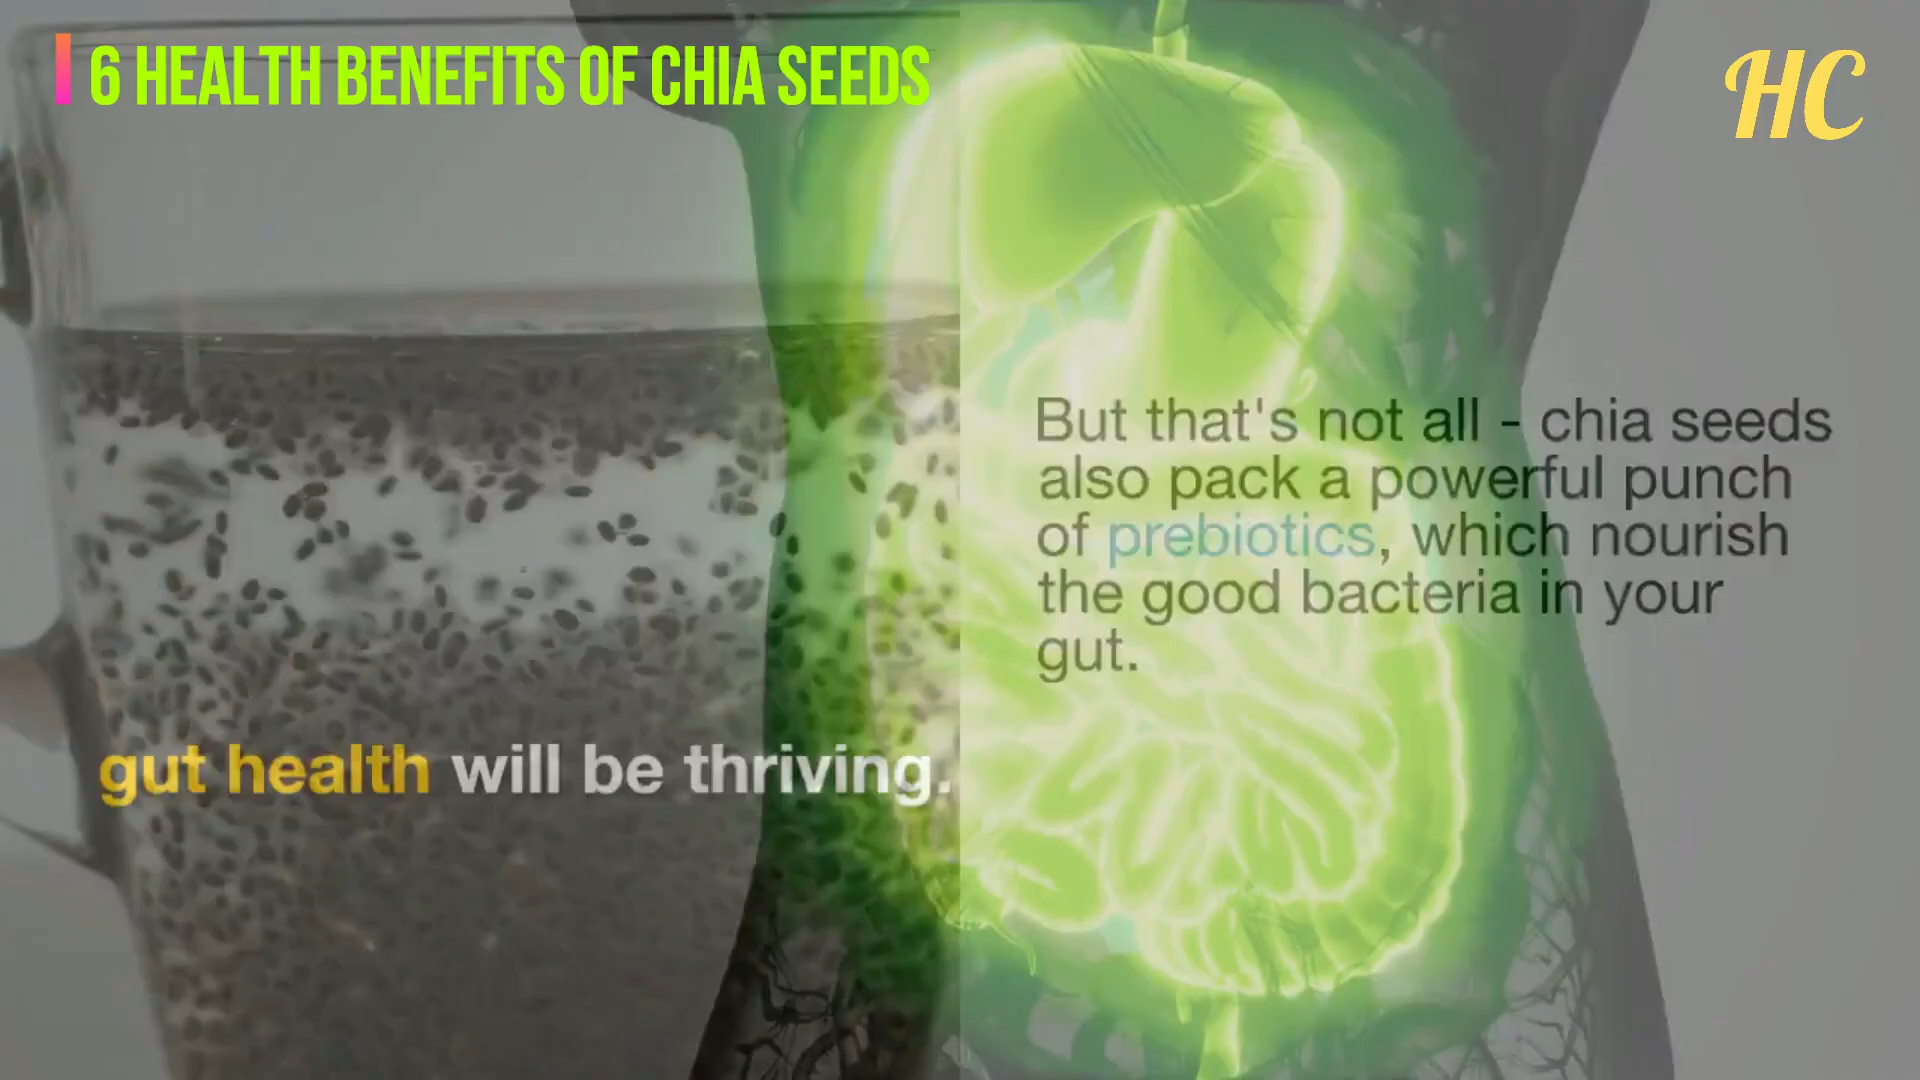 6 HEALTH BENEFITS OF CHIA SEEDS
HC
But that's not all - chia seeds
also pack a powerful punch
of prebiotics, which nourish
the good bacteria in your
gut.
gut health will be thriving.